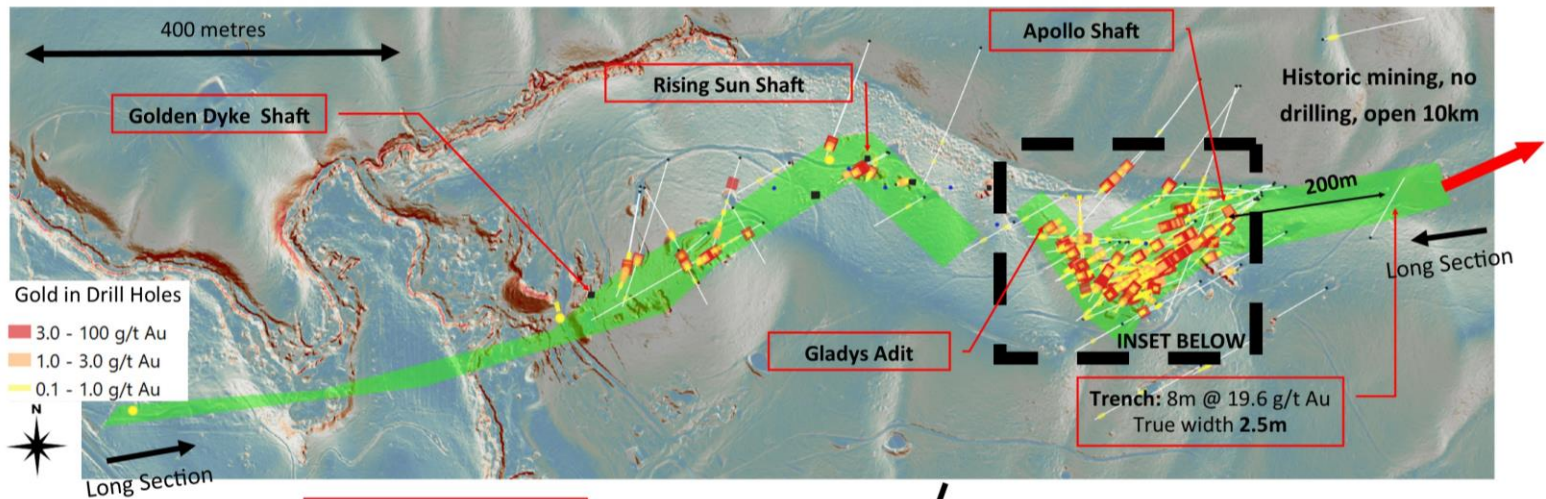 400 metres
Golden Dyke Shaft
Rising Sun Shaft
Apollo Shaft
Historic mining, no
drilling, open 10km
200m
Long Section
Gold in Drill Holes
3.0 - 100 g/t Au
1.0 - 3.0 g/t Au
0.1 - 1.0 g/t Au
N
Long Section
Gladys Adit
INSET BELOW
Trench: 8m @ 19.6 g/t Au
True width 2.5m